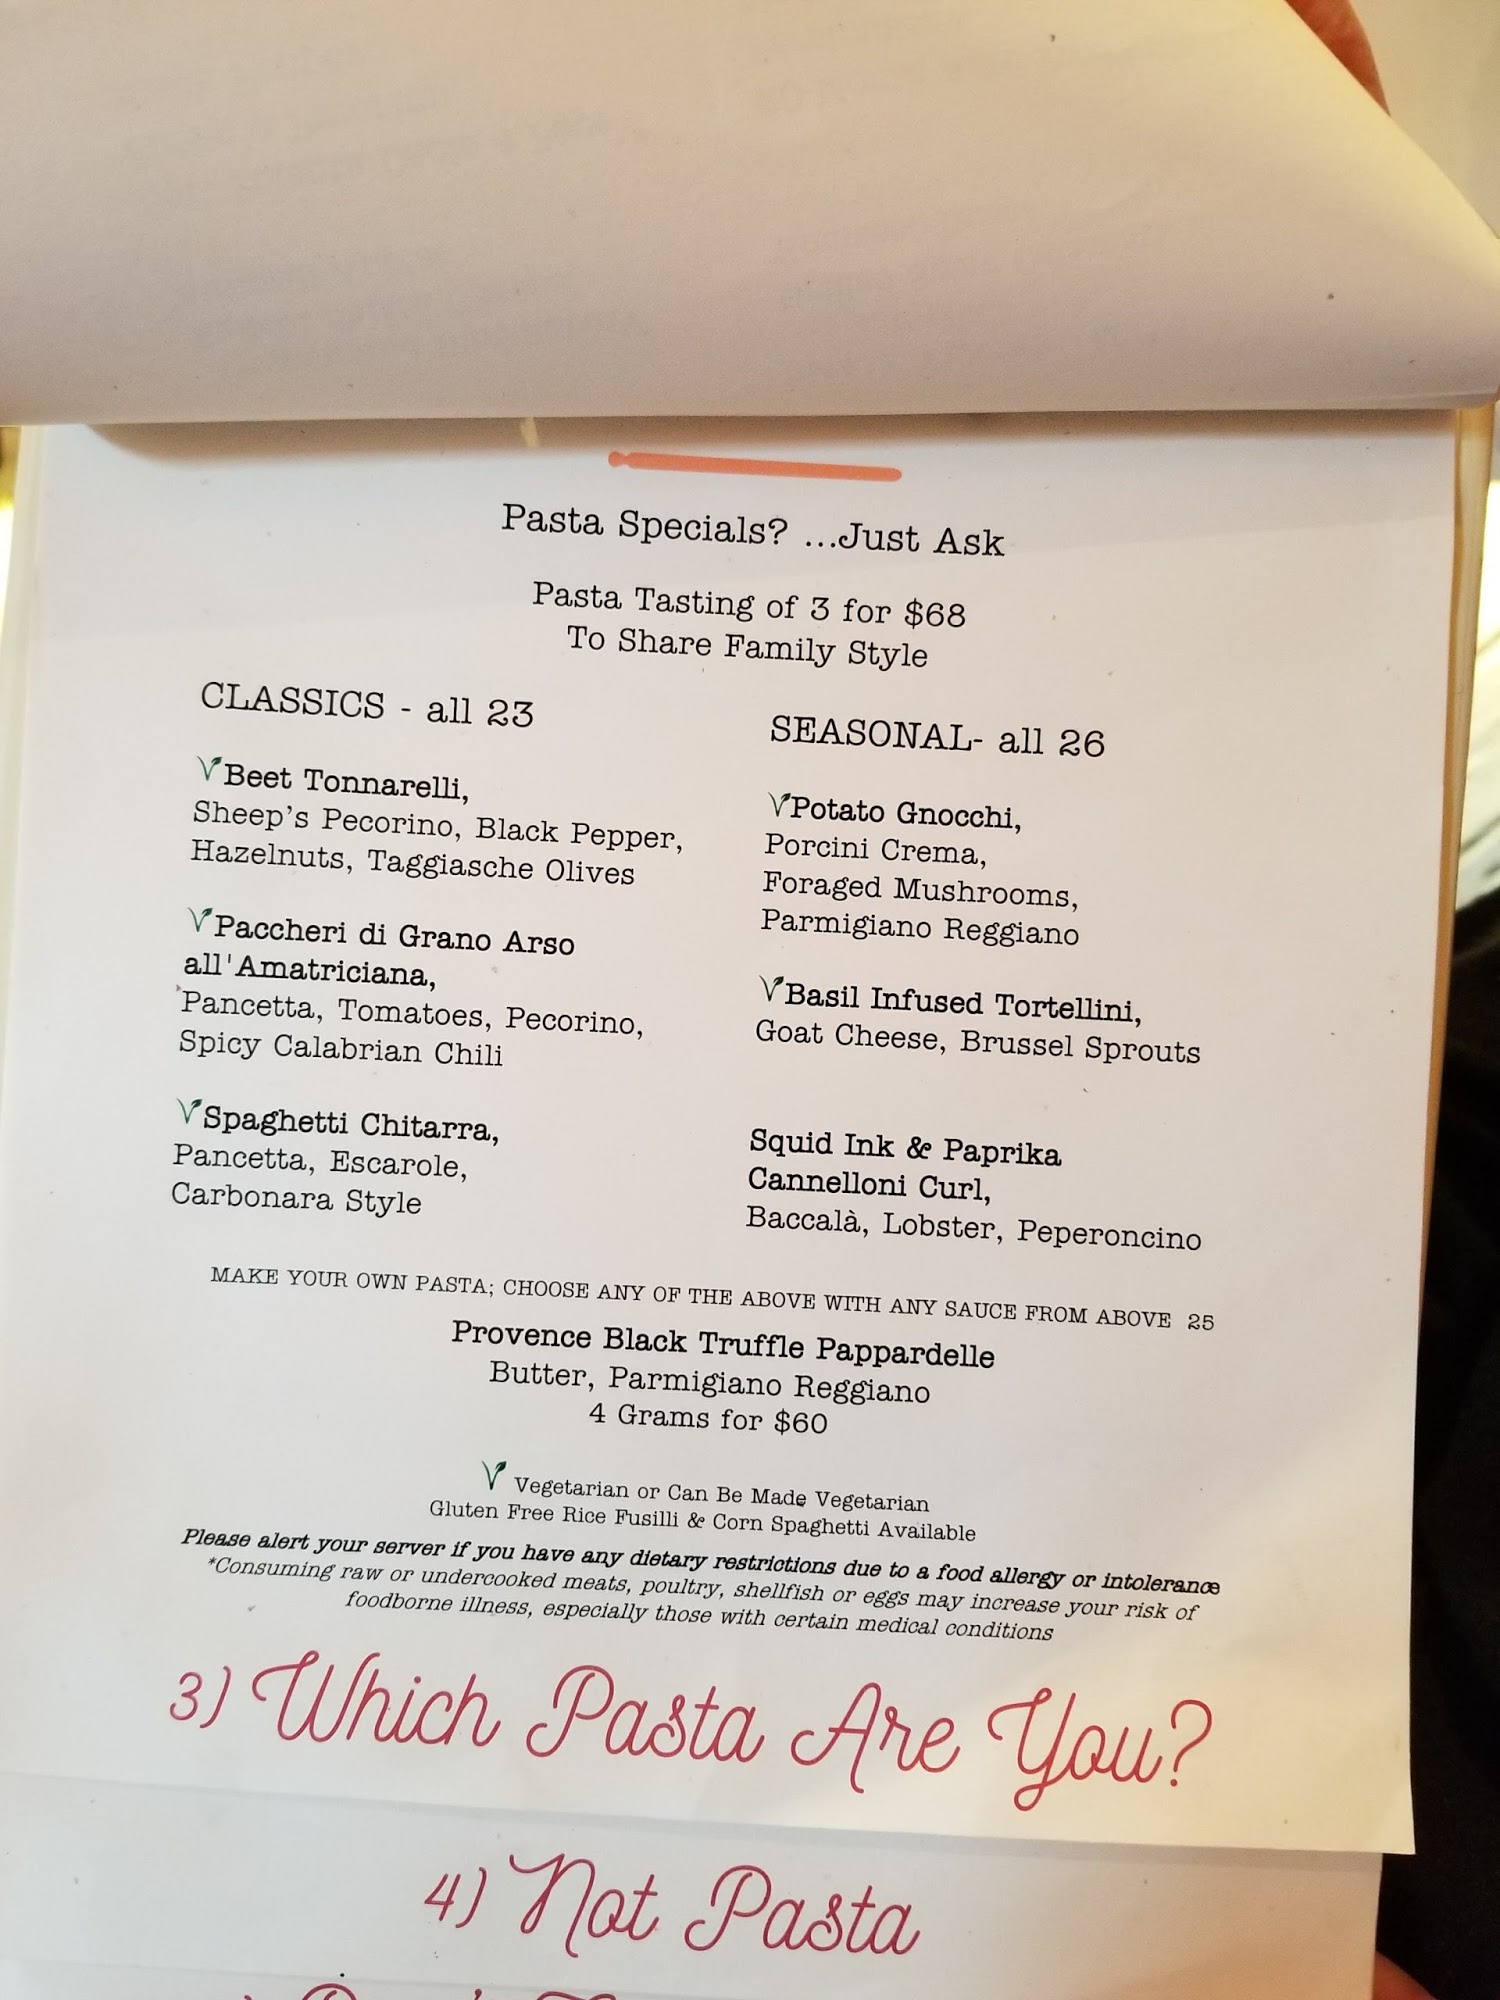 Pasta Specials? ...Just Ask
Pasta Tasting of 3 for $68
To Share Family Style
CLASSICS - all 23
Beet Tonnarelli,
Sheep's Pecorino, Black Pepper,
Hazelnuts, Taggiasche Olives
Paccheri di Grano Arso
all'Amatriciana,
Pancetta, Tomatoes, Pecorino,
Spicy Calabrian Chili
Spaghetti Chitarra,
Pancetta, Escarole,
Carbonara Style
SEASONAL- all 26
Potato Gnocchi,
Porcini Crema,
Foraged Mushrooms,
Parmigiano Reggiano
Basil Infused Tortellini,
Goat Cheese, Brussel Sprouts
Squid Ink & Paprika
Cannelloni Curl,
Baccalà, Lobster, Peperoncino
MAKE YOUR OWN PASTA; CHOOSE ANY OF THE ABOVE WITH ANY SAUCE FROM ABOVE 25
Provence Black Truffle Pappardelle
Butter, Parmigiano Reggiano
4 Grams for $60
V Vegetarian or Can Be Made Vegetarian
Gluten Free Rice Fusilli & Corn Spaghetti Available
Please alert your server if you have any dietary restrictions due to a food allergy or intolerance
*Consuming raw or undercooked meats, poultry, shellfish or eggs may increase your risk of
foodborne illness, especially those with certain medical conditions
3) Which Pasta Are You?
4) Not Pasta